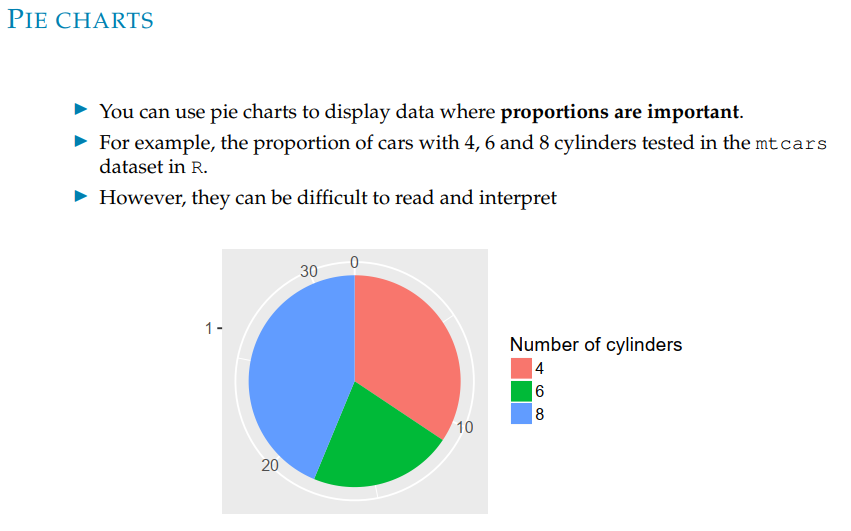 PIE CHARTS
You can use pie charts to display data where proportions are important.
For example, the proportion of cars with 4, 6 and 8 cylinders tested in the mtcars
dataset in R.
However, they can be difficult to read and interpret
0
30
1
10
20
Number of cylinders
4
6
8